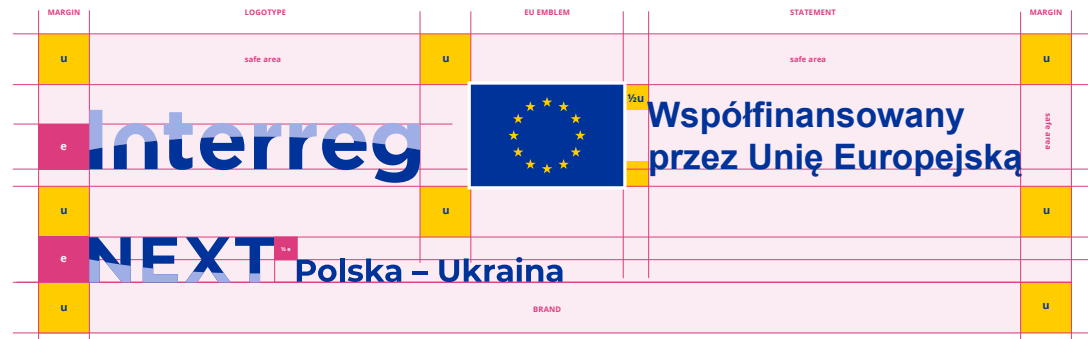 MARGIN LOGOTYPE EU EMBLEM STATEMENT MARGIN
u safe area u safe area u
½u
Interreg Współfinansowany
e przez Unię Europejską safe area
u u u
e NEXT ½ e
Polska – Ukraina
u BRAND u